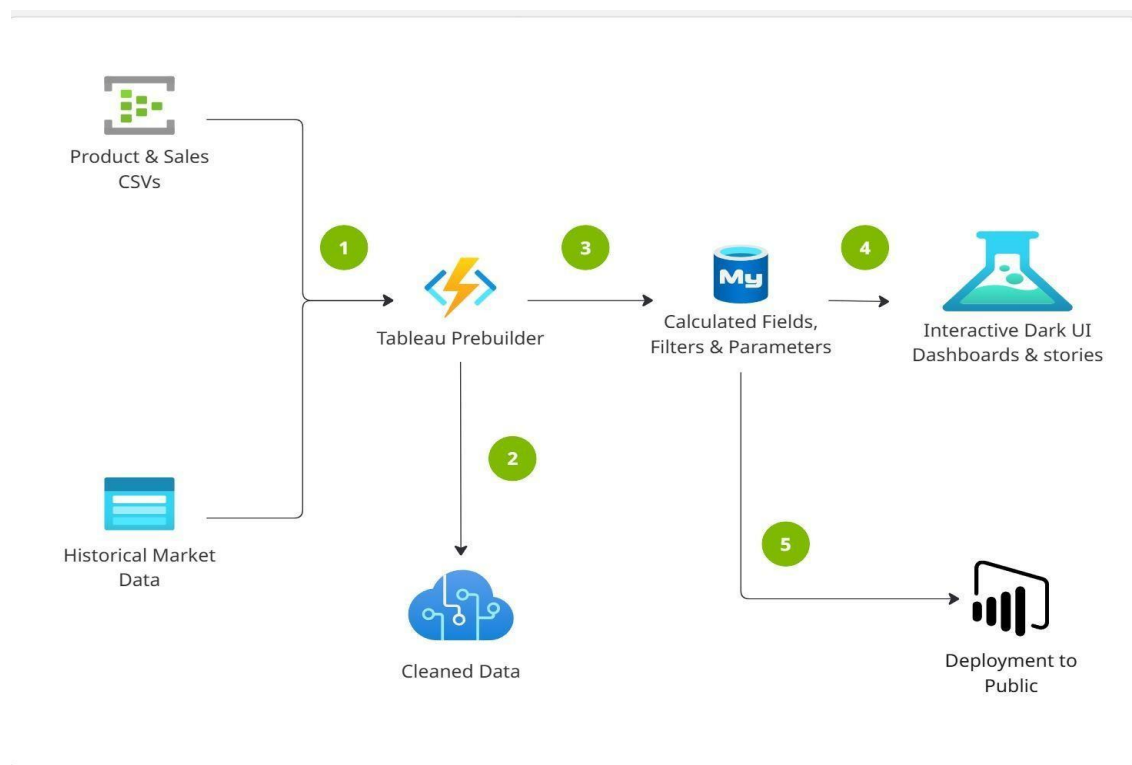 Product & Sales
CSVs
1
3
4
My
Tableau Prebuilder
Calculated Fields,
Filters & Parameters
Interactive Dark UI
Dashboards & stories
2
5
Historical Market
Data
Cleaned Data
Deployment to
Public